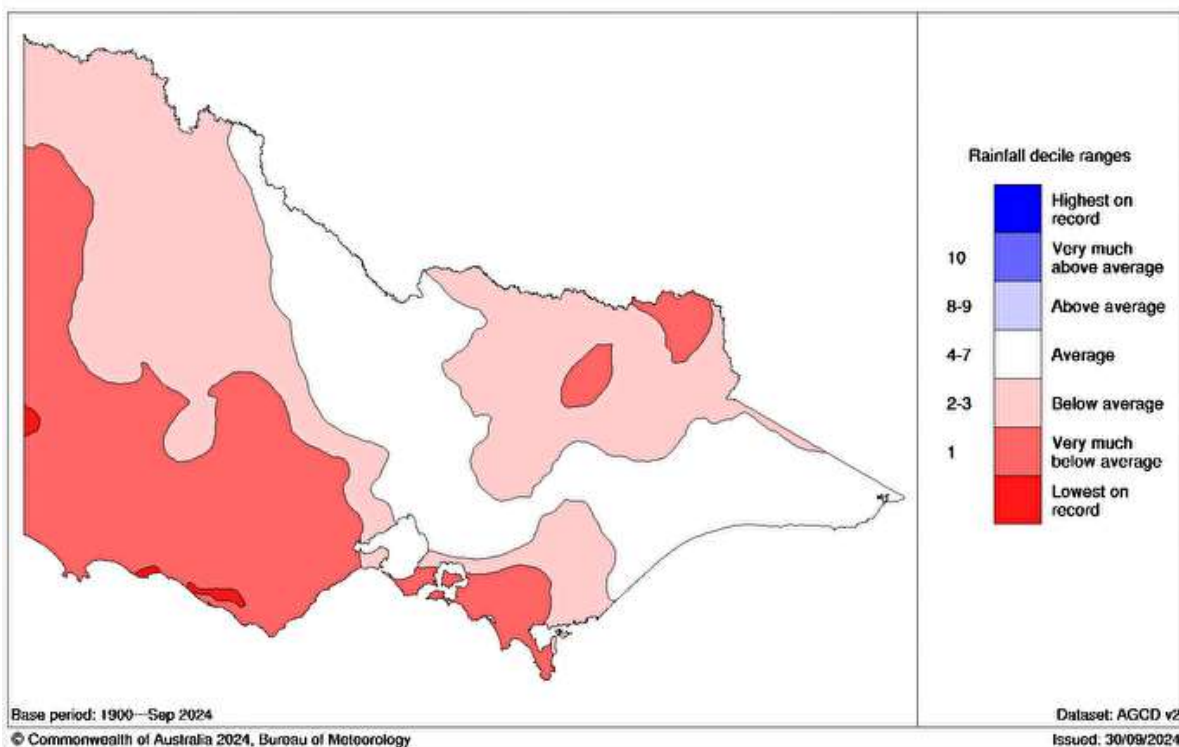 Rainfall decile ranges
Highest on
record
10
Very much
above average
8-9
Above average
4-7
Average
2-3
Below average
1
Very much
below average
Lowest on
record
Base period: 1900—Sep 2024
Dataset: AGCD v2
© Commonwealth of Australia 2024, Bureau of Meteorology
Issued: 30/09/2024